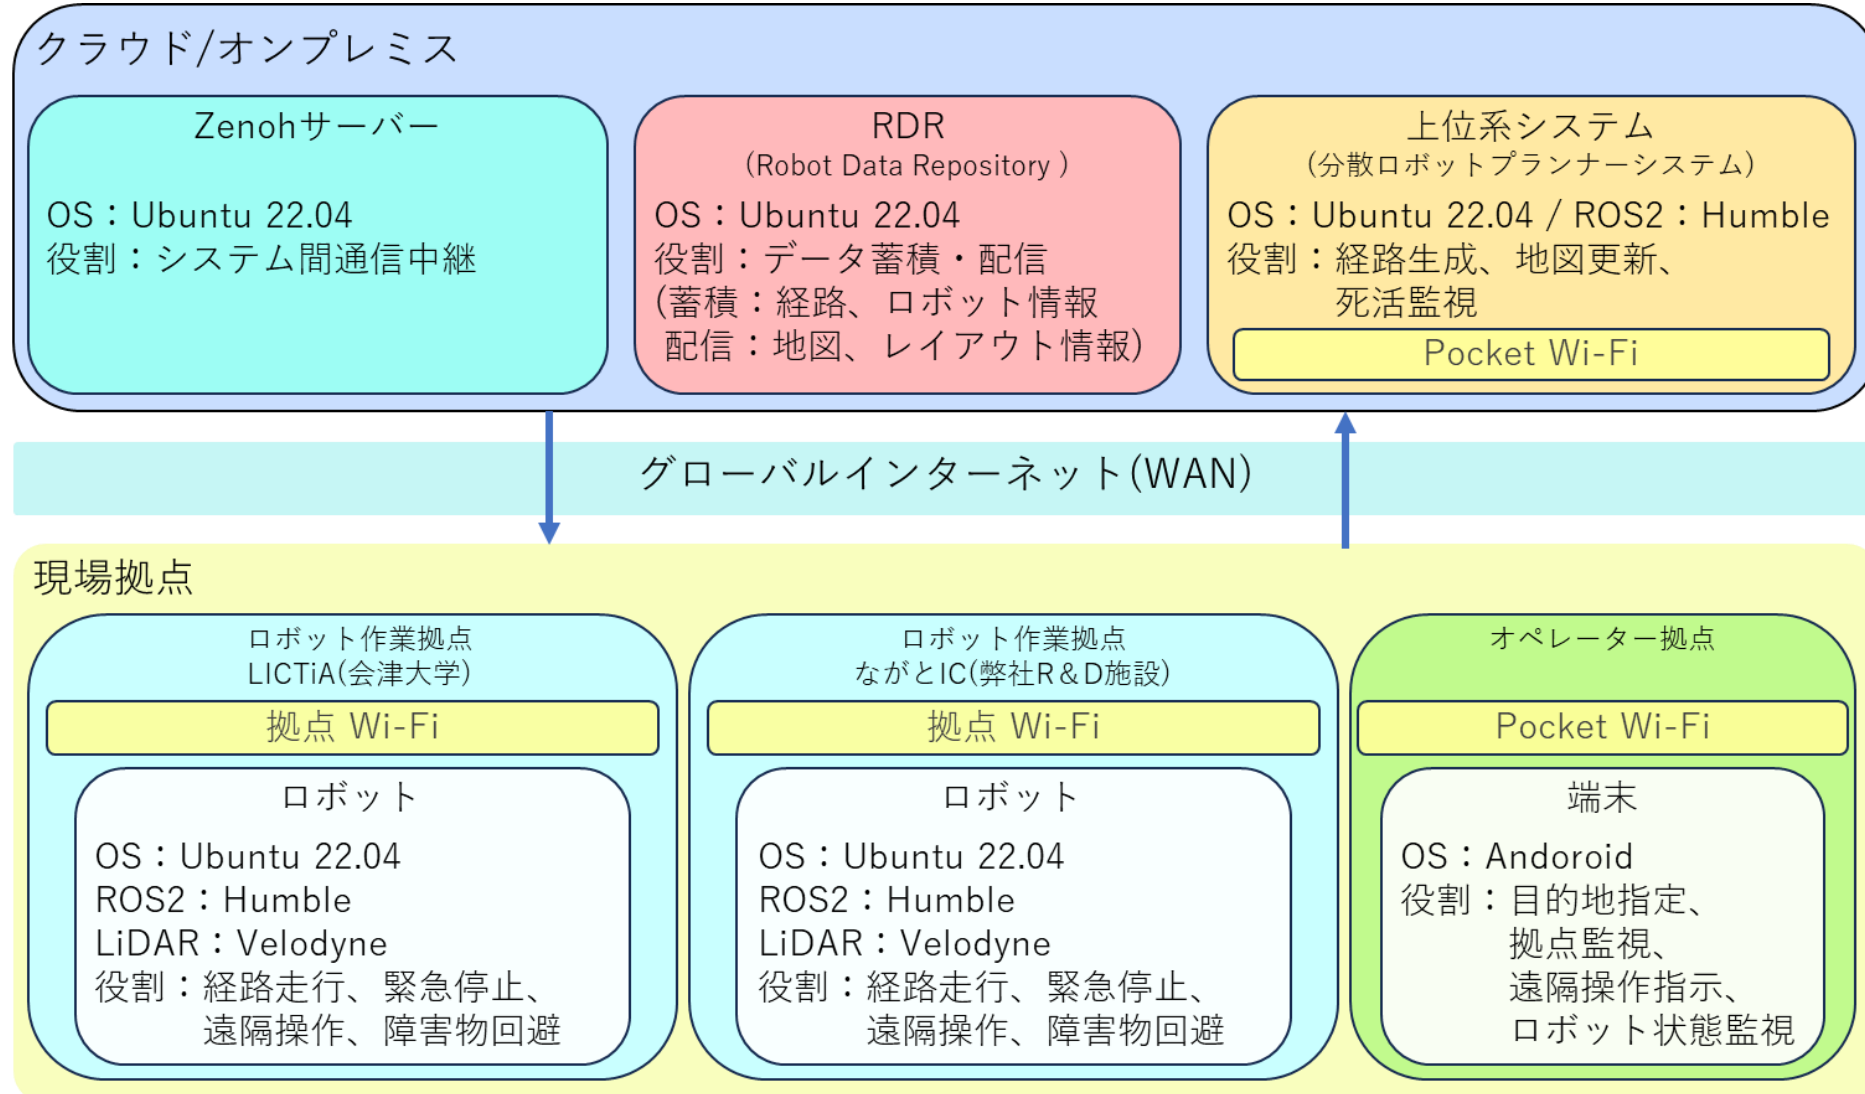 クラウド/オンプレミス
Zenohサーバー
OS：Ubuntu 22.04
役割：システム間通信中継
RDR
(Robot Data Repository )
OS：Ubuntu 22.04
役割：データ蓄積・配信
(蓄積：経路、ロボット情報
配信：地図、レイアウト情報)
上位系システム
(分散ロボットプランナーシステム)
OS：Ubuntu 22.04 / ROS2：Humble
役割：経路生成、地図更新、
死活監視
Pocket Wi-Fi
グローバルインターネット(WAN)
現場拠点
ロボット作業拠点
LICTiA(会津大学)
拠点 Wi-Fi
ロボット
OS：Ubuntu 22.04
ROS2：Humble
LiDAR：Velodyne
役割：経路走行、緊急停止、
遠隔操作、障害物回避
ロボット作業拠点
ながとIC(弊社R＆D施設)
拠点 Wi-Fi
ロボット
OS：Ubuntu 22.04
ROS2：Humble
LiDAR：Velodyne
役割：経路走行、緊急停止、
遠隔操作、障害物回避
オペレーター拠点
Pocket Wi-Fi
端末
OS：Andoroid
役割：目的地指定、
拠点監視、
遠隔操作指示、
ロボット状態監視